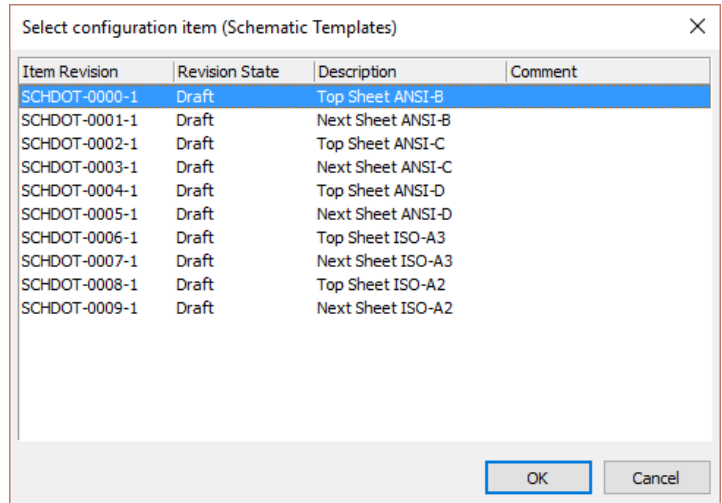 Select configuration item (Schematic Templates)
Item Revision Revision State Description Comment
SCHDOT-0000-1 Draft Top Sheet ANSI-B
SCHDOT-0001-1 Draft Next Sheet ANSI-B
SCHDOT-0002-1 Draft Top Sheet ANSI-C
SCHDOT-0003-1 Draft Next Sheet ANSI-C
SCHDOT-0004-1 Draft Top Sheet ANSI-D
SCHDOT-0005-1 Draft Next Sheet ANSI-D
SCHDOT-0006-1 Draft Top Sheet ISO-A3
SCHDOT-0007-1 Draft Next Sheet ISO-A3
SCHDOT-0008-1 Draft Top Sheet ISO-A2
SCHDOT-0009-1 Draft Next Sheet ISO-A2
OK Cancel